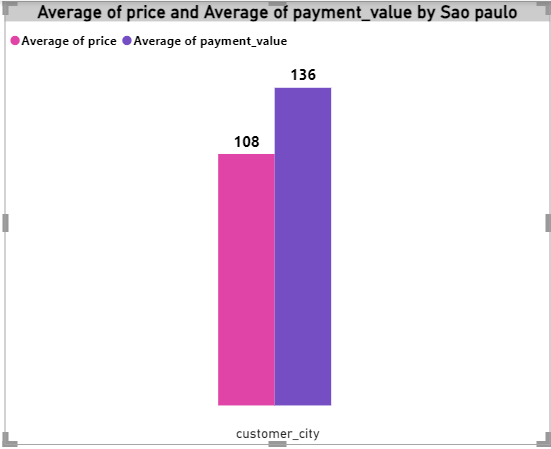 Average of price and Average of payment_value by Sao paulo
Average of price Average of payment_value
136
108
customer_city